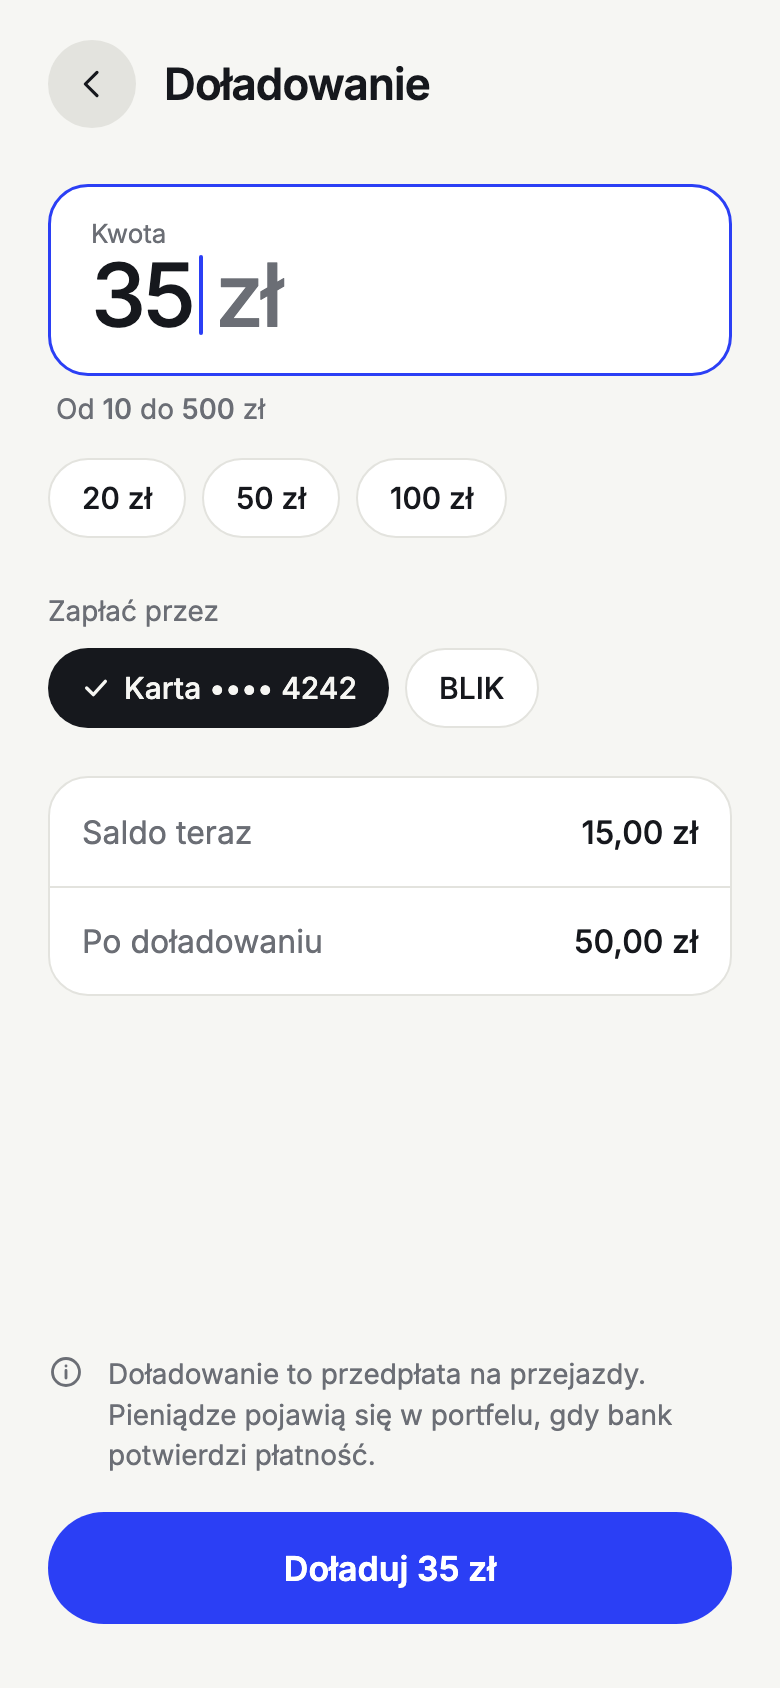 Doładowanie
Kwota
35 zł
Od 10 do 500 zł
20 zł 50 zł 100 zł
Zapłać przez
Karta •••• 4242 BLIK
Saldo teraz 15,00 zł
Po doładowaniu 50,00 zł
Doładowanie to przedpłata na przejazdy.
Pieniądze pojawią się w portfelu, gdy bank
potwierdzi płatność.
Doładuj 35 zł